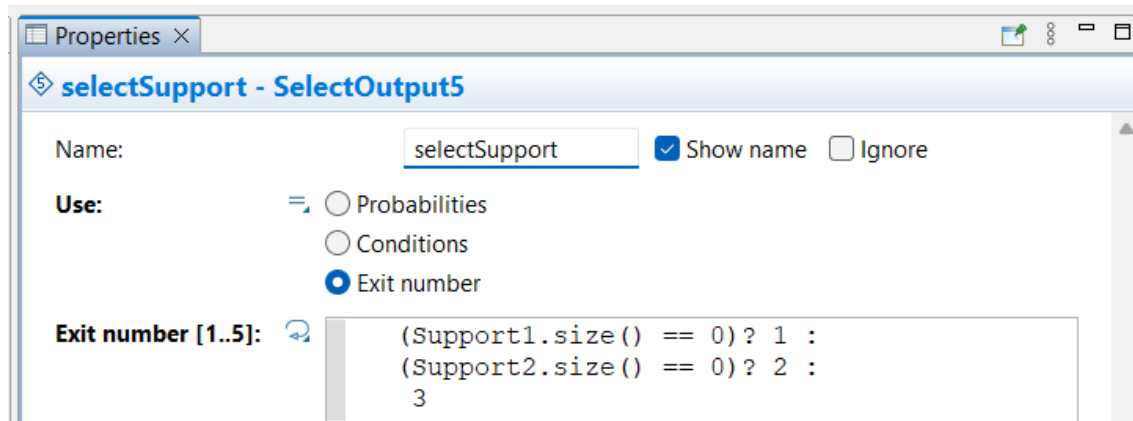 Properties
selectSupport - SelectOutput5
Name: selectSupport Show name Ignore
Use: Probabilities
Conditions
Exit number
Exit number [1..5]: (Support1.size() == 0)? 1 :
(Support2.size() == 0)? 2 :
3